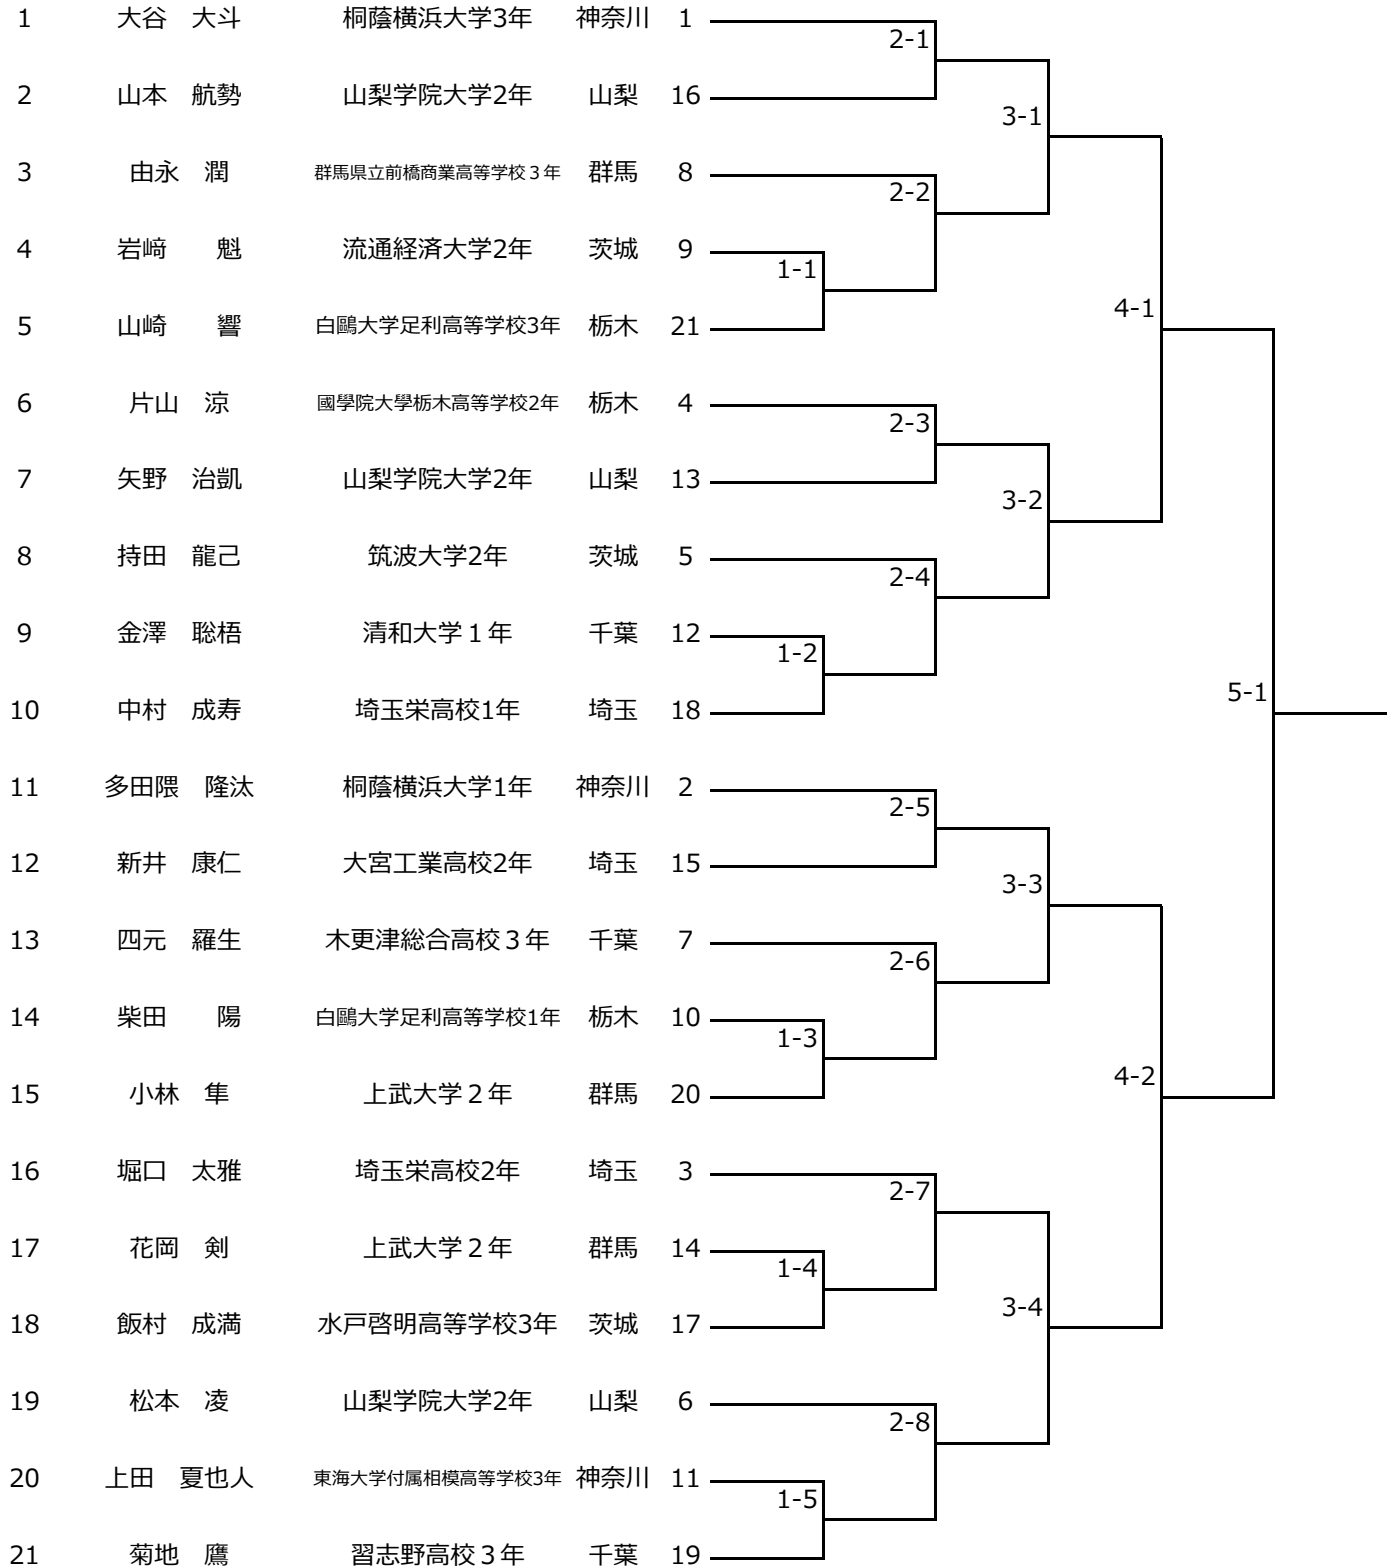 1 大谷　大斗 桐蔭横浜大学3年 神奈川 1
2-1
2 山本　航勢 山梨学院大学2年 山梨 16
3-1
3 由永　潤 群馬県立前橋商業高等学校３年 群馬 8
2-2
4 岩﨑　　魁 流通経済大学2年 茨城 9
1-1
4-1
5 山崎　　響 白鷗大学足利高等学校3年 栃木 21
6 片山　涼 國學院大學栃木高等学校2年 栃木 4
2-3
7 矢野　治凱 山梨学院大学2年 山梨 13
3-2
8 持田　龍己 筑波大学2年 茨城 5
2-4
9 金澤　聡梧 清和大学１年 千葉 12
1-2
5-1
10 中村　成寿 埼玉栄高校1年 埼玉 18
11 多田隈　隆汰 桐蔭横浜大学1年 神奈川 2
2-5
12 新井　康仁 大宮工業高校2年 埼玉 15
3-3
13 四元　羅生 木更津総合高校３年 千葉 7
2-6
14 柴田　　陽 白鷗大学足利高等学校1年 栃木 10
1-3
4-2
15 小林　隼 上武大学２年 群馬 20
16 堀口　太雅 埼玉栄高校2年 埼玉 3
2-7
17 花岡　剣 上武大学２年 群馬 14
1-4
3-4
18 飯村　成満 水戸啓明高等学校3年 茨城 17
19 松本　凌 山梨学院大学2年 山梨 6
2-8
20 上田　夏也人 東海大学付属相模高等学校3年 神奈川 11
1-5
21 菊地　鷹 習志野高校３年 千葉 19